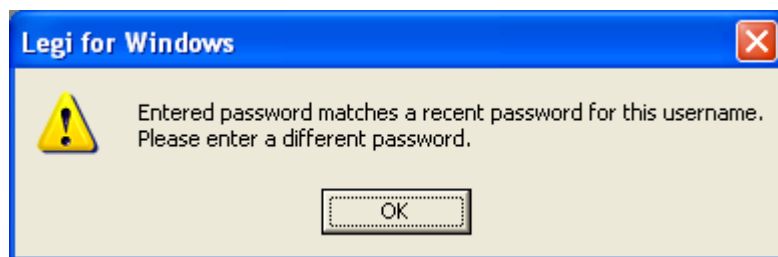 Legi for Windows
Entered password matches a recent password for this username.
Please enter a different password.
OK